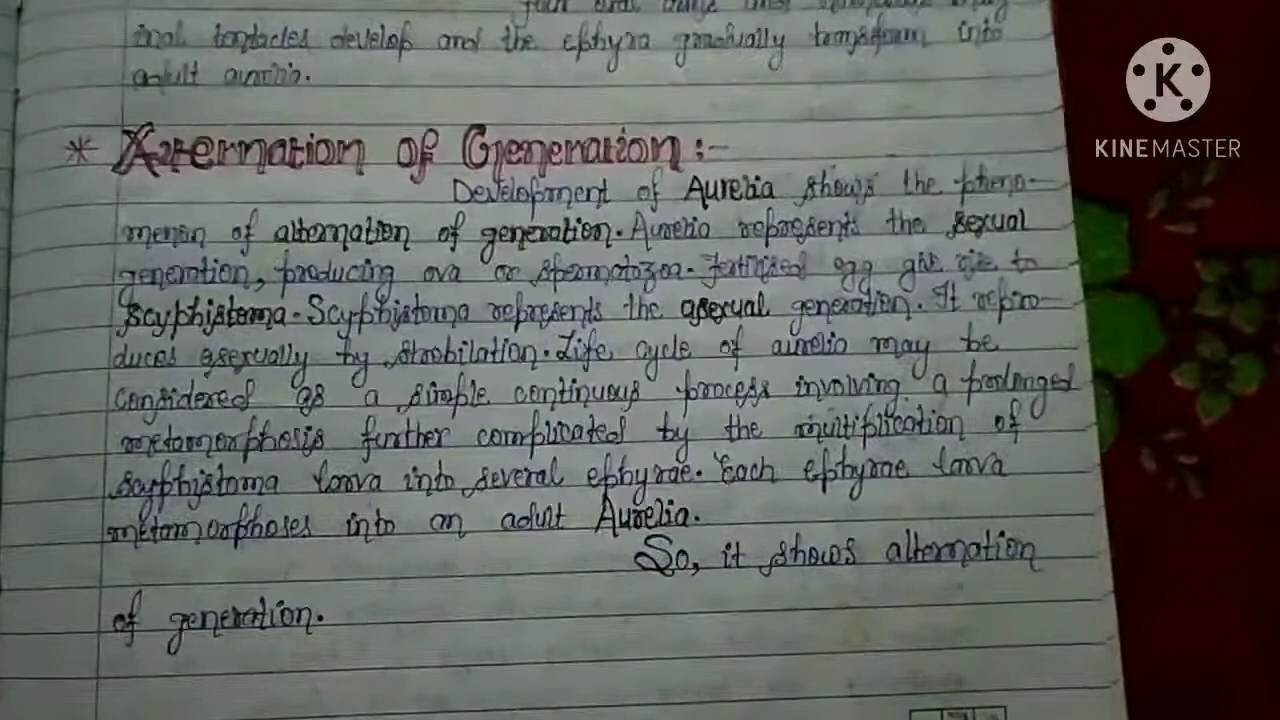 inal tentacles develop and the ephyra gradually transform into
adult aurelia.
* Alternation of Generation :-
Development of Aurelia shows the pheno-
menon of alternation of generation. Aurelia represents the sexual
generation, producing ova or spermatozoa. Fertilised egg give rise to
Scyphistoma. Scyphistoma represents the asexual generation. It repro-
duces asexually by strobilation. Life cycle of aurelia may be
considered as a simple continuous process involving a prolonged
metamorphosis further complicated by the multiplication of
scyphistoma larva into several ephyrae. Each ephyrae larva
metamorphoses into an adult Aurelia.
So, it shows alternation
of generation.
K
KINEMASTER